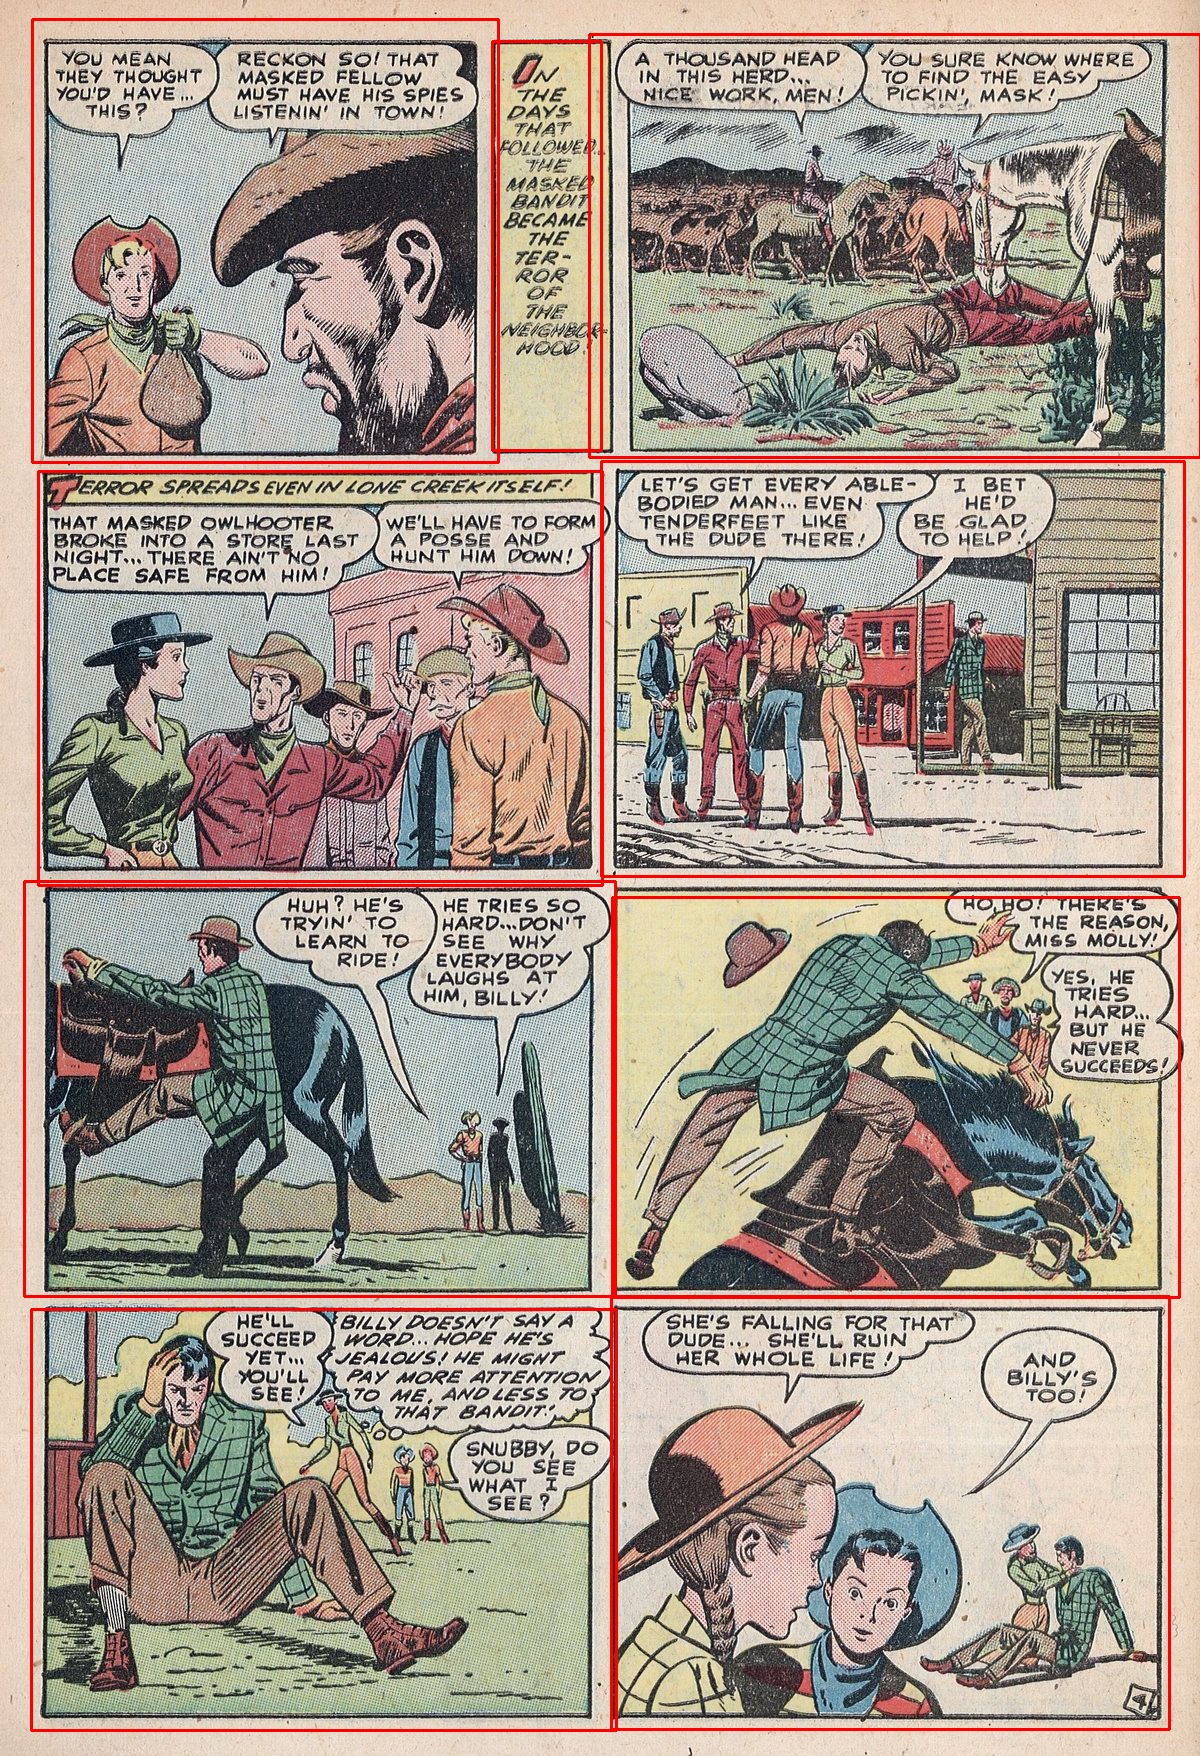 YOU MEAN
THEY THOUGHT
YOU'D HAVE...
THIS?
RECKON SO! THAT
MASKED FELLOW
MUST HAVE HIS SPIES
LISTENIN' IN TOWN!
IN
THE
DAYS
THAT
FOLLOWED..
THE
MASKED
BANDIT
BECAME
THE
TER-
ROR
OF
THE
NEIGHBOR-
HOOD!
A THOUSAND HEAD
IN THIS HERD...
NICE WORK, MEN!
YOU SURE KNOW WHERE
TO FIND THE EASY
PICKIN', MASK!
TERROR SPREADS EVEN IN LONE CREEK ITSELF!
THAT MASKED OWLHOOTER
BROKE INTO A STORE LAST
NIGHT... THERE AIN'T NO
PLACE SAFE FROM HIM!
WE'LL HAVE TO FORM
A POSSE AND
HUNT HIM DOWN!
LET'S GET EVERY ABLE-
BODIED MAN... EVEN
TENDERFEET LIKE
THE DUDE THERE!
I BET
HE'D
BE GLAD
TO HELP!
HUH? HE'S
TRYIN' TO
LEARN TO
RIDE!
HE TRIES SO
HARD...DON'T
SEE WHY
EVERYBODY
LAUGHS AT
HIM, BILLY!
HO, HO! THERE'S
THE REASON,
MISS MOLLY!
YES, HE
TRIES
HARD...
BUT HE
NEVER
SUCCEEDS!
HE'LL
SUCCEED
YET...
YOU'LL
SEE!
BILLY DOESN'T SAY A
WORD... HOPE HE'S
JEALOUS! HE MIGHT
PAY MORE ATTENTION
TO ME, AND LESS TO
THAT BANDIT!
SNUBBY, DO
YOU SEE
WHAT I
SEE?
SHE'S FALLING FOR THAT
DUDE... SHE'LL RUIN
HER WHOLE LIFE!
AND
BILLY'S
TOO!
4